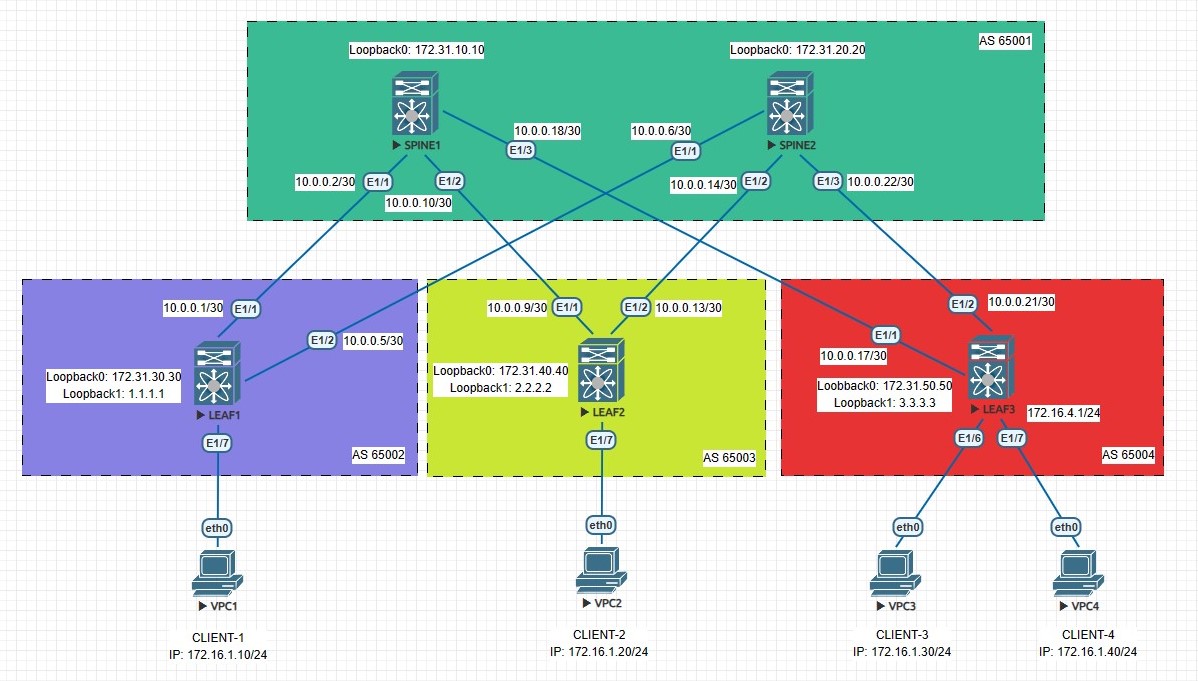 Loopback0: 172.31.10.10
Loopback0: 172.31.20.20
AS 65001
SPINE1
SPINE2
10.0.0.18/30
E1/3
10.0.0.6/30
E1/1
10.0.0.2/30
E1/1
E1/2
10.0.0.10/30
10.0.0.14/30
E1/2
E1/3
10.0.0.22/30
10.0.0.1/30
E1/1
E1/2
10.0.0.5/30
Loopback0: 172.31.30.30
Loopback1: 1.1.1.1
LEAF1
E1/7
AS 65002
10.0.0.9/30
E1/1
E1/2
10.0.0.13/30
Loopback0: 172.31.40.40
Loopback1: 2.2.2.2
LEAF2
E1/7
AS 65003
E1/2
10.0.0.21/30
E1/1
10.0.0.17/30
Loobback0: 172.31.50.50
Loopback1: 3.3.3.3
LEAF3
172.16.4.1/24
E1/6
E1/7
AS 65004
eth0
VPC1
CLIENT-1
IP: 172.16.1.10/24
eth0
VPC2
CLIENT-2
IP: 172.16.1.20/24
eth0
VPC3
CLIENT-3
IP: 172.16.1.30/24
eth0
VPC4
CLIENT-4
IP: 172.16.1.40/24